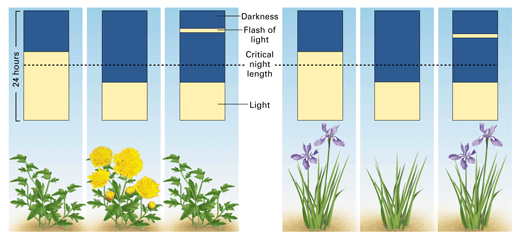 24 hours
Darkness
Flash of
light
Critical
night
length
Light